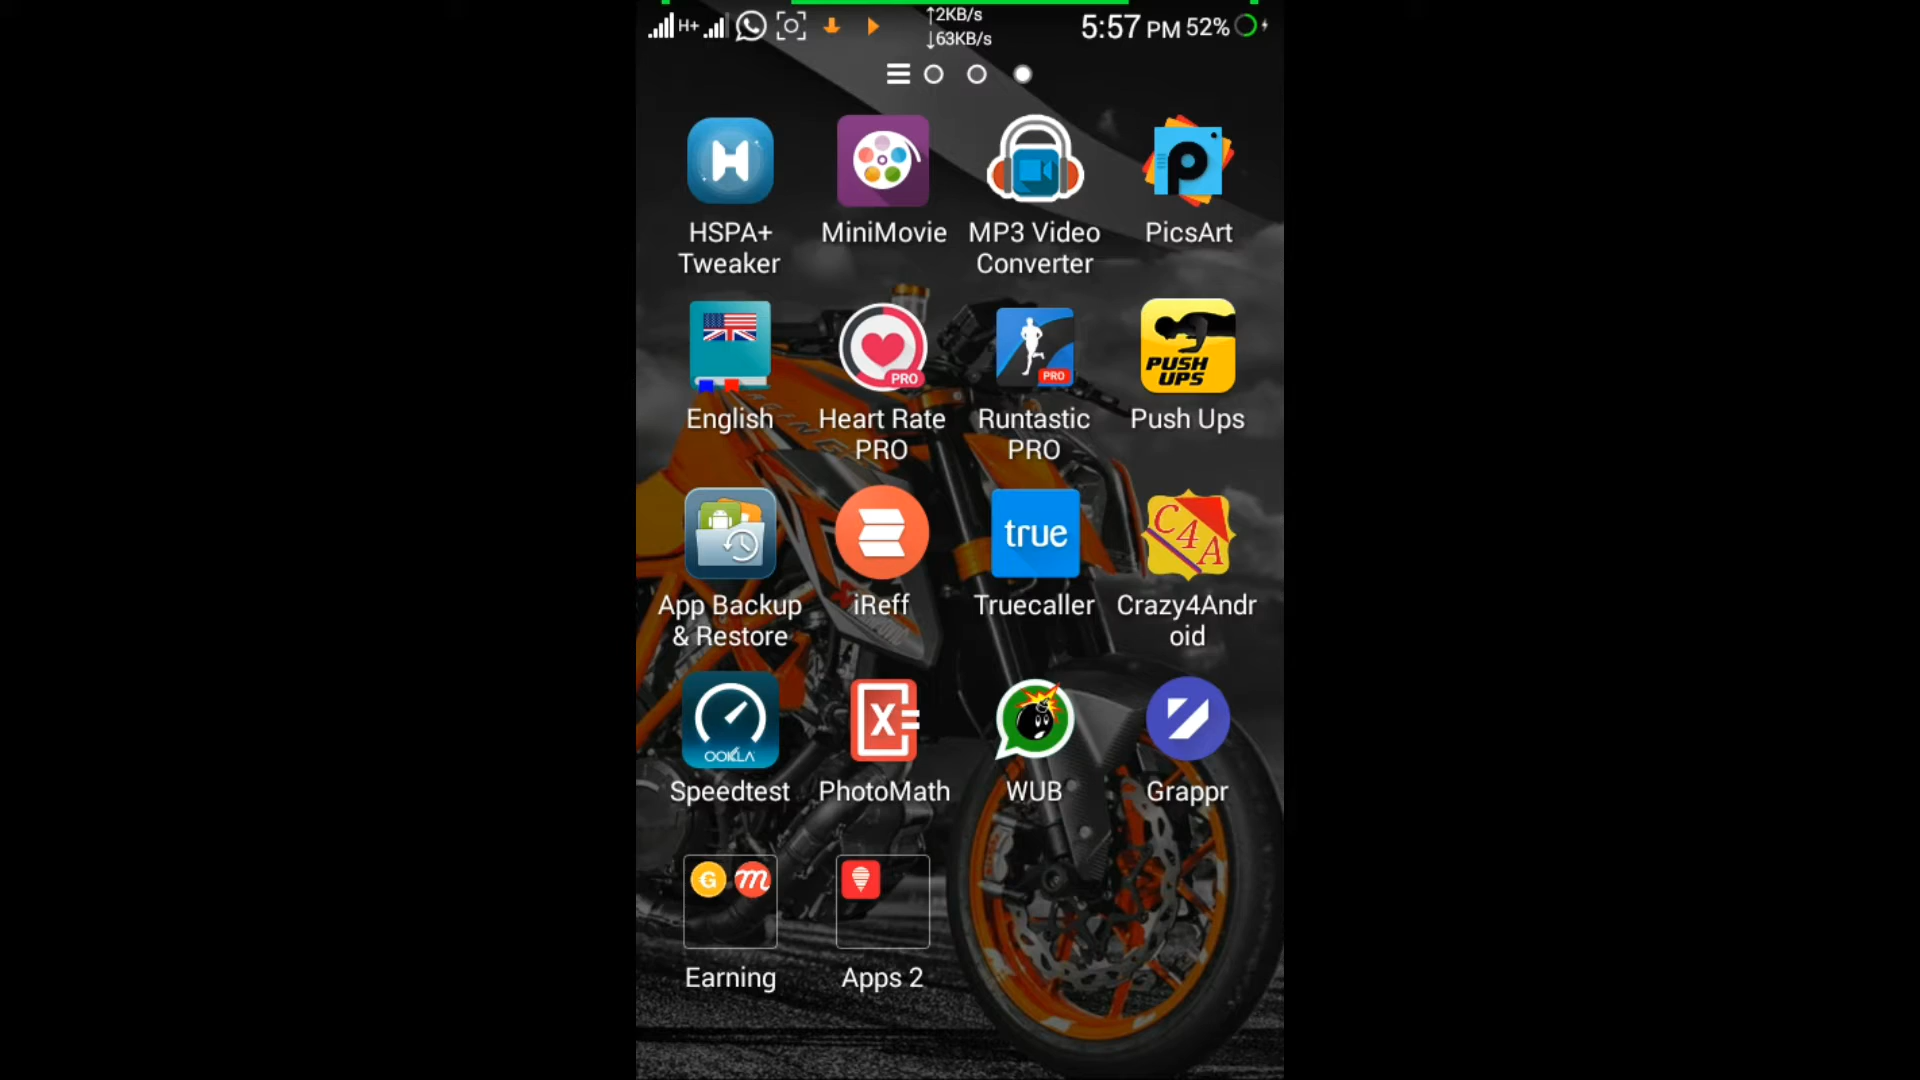 H+
↑2KB/s
↓63KB/s
5:57 PM 52%
HSPA+
Tweaker
MiniMovie
MP3 Video
Converter
PicsArt
PRO
PRO
PUSH
UPS
English
Heart Rate
PRO
Runtastic
PRO
Push Ups
true
C4A
App Backup
& Restore
iReff
Truecaller
Crazy4Andr
oid
OOKLA
X
Speedtest
PhotoMath
WUB
Grappr
G
m
Earning
Apps 2